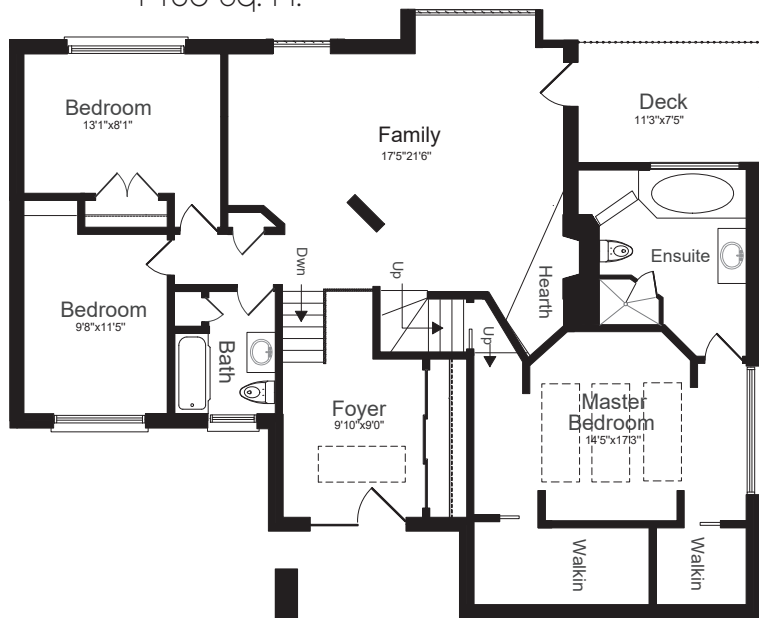 Bedroom
13'1"x8'1"
Family
17'5"21'6"
Deck
11'3"x7'5"
Ensuite
Hearth
Dwn
Up
Up
Bedroom
9'8"x11'5"
Bath
Foyer
9'10"x9'0"
Master
Bedroom
14'5"x17'3"
Walkin
Walkin